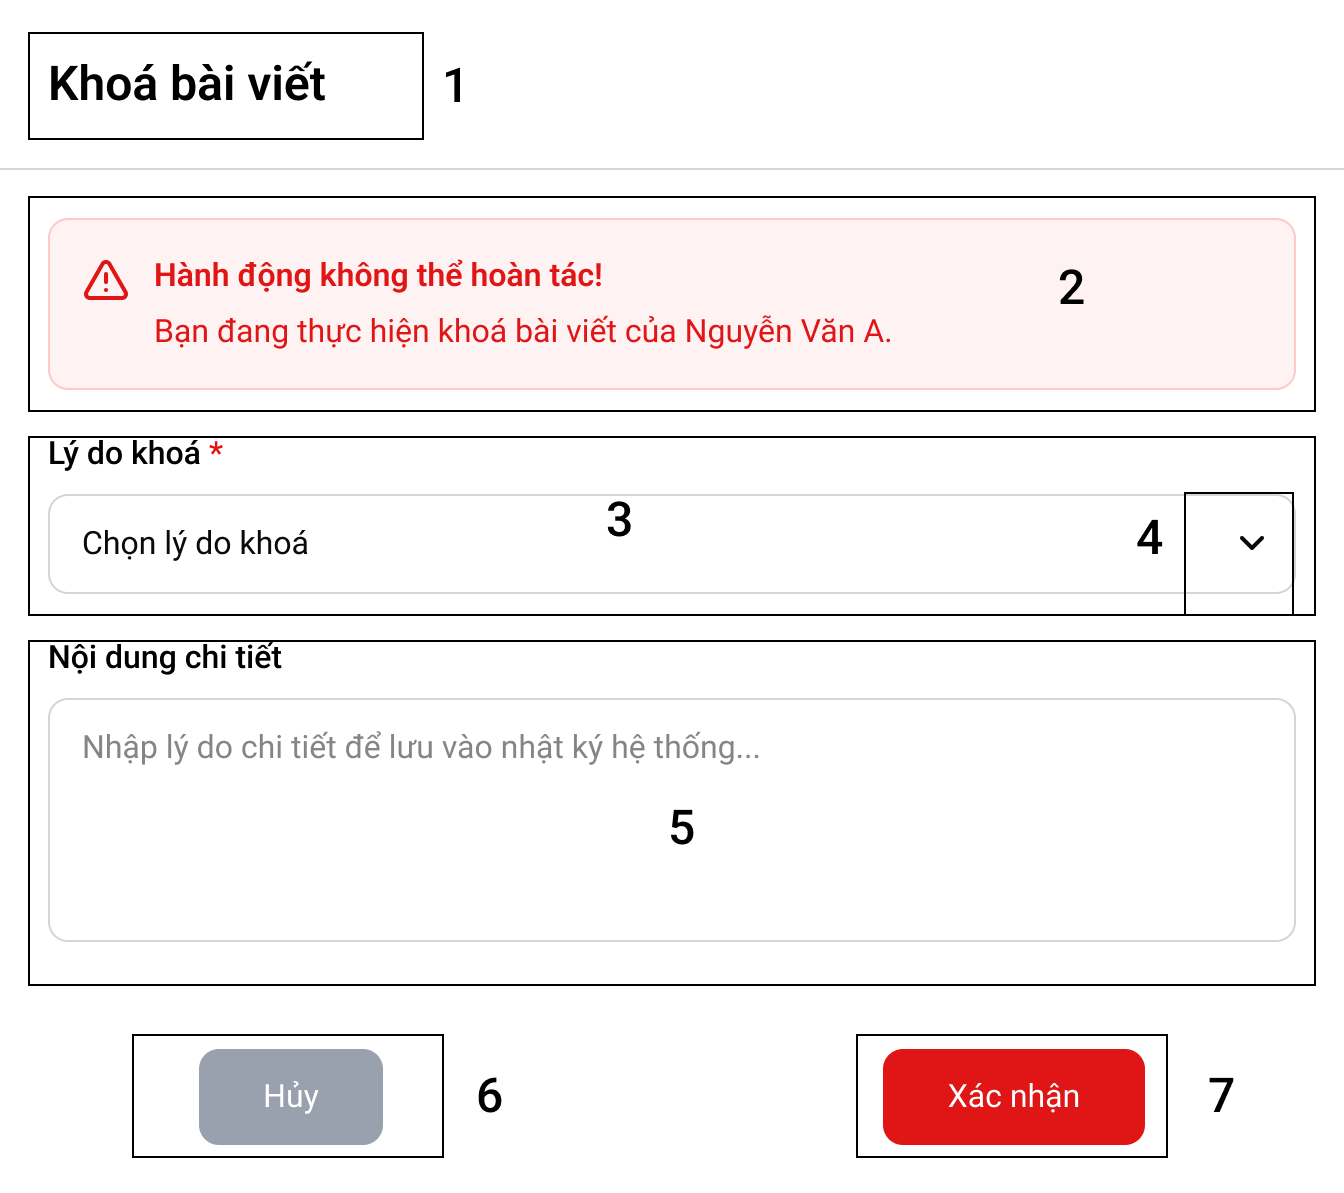 Khoá bài viết 1
Hành động không thể hoàn tác! 2
Bạn đang thực hiện khoá bài viết của Nguyễn Văn A.
Lý do khoá *
Chọn lý do khoá 3 4
Nội dung chi tiết
Nhập lý do chi tiết để lưu vào nhật ký hệ thống...
5
Hủy 6 Xác nhận 7